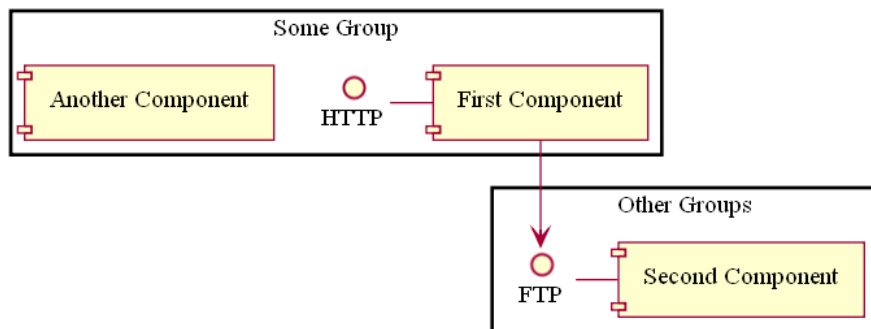 Some Group
Another Component
HTTP
First Component
Other Groups
FTP
Second Component